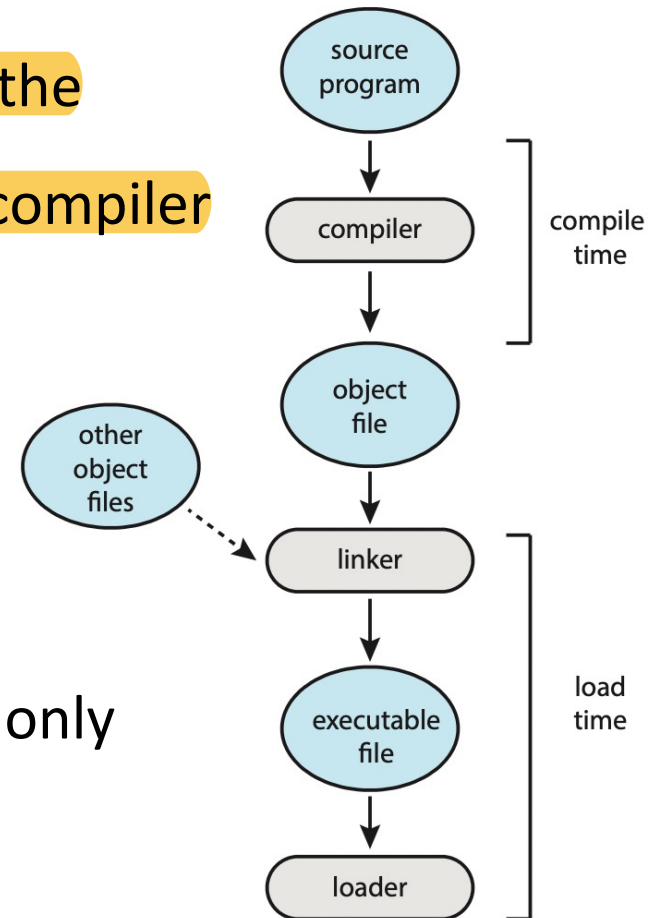 the
compiler
only
source
program
compiler
compile
time
object
file
other
object
files
linker
executable
file
load
time
loader